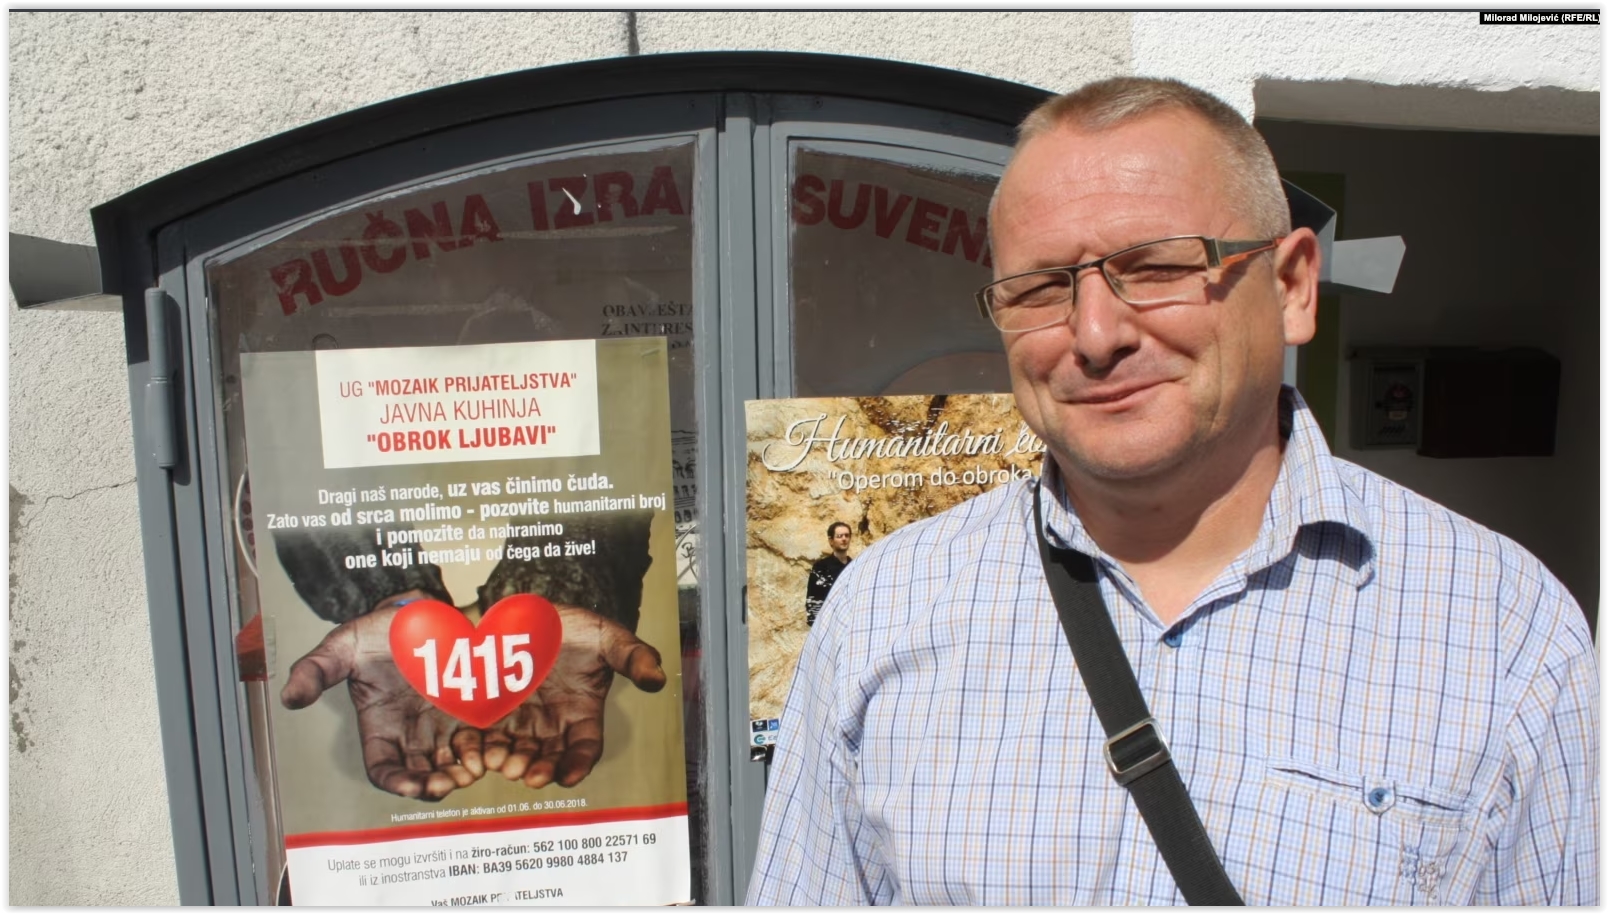 Milorad Milojević (RFE/RL)
RUČNA IZRA SUVEN
OBAV
UG "MOZAIK PRIJATELJSTVA"
JAVNA KUHINJA
"OBROK LJUBAVI"
Dragi naš narode, uz vas činimo čuda.
Zato vas od srca molimo - pozovite humanitarni broj
i pomozite da nahranimo
one koji nemaju od čega da žive!
1415
Humanitarni telefon je aktivan od 01.06. do 30.06.2018.
Uplate se mogu izvršiti i na žiro-račun: 562 100 800 22571 69
ili iz inostranstva IBAN: BA39 5620 9980 4884 137
Vaš MOZAIK PRIJATELJSTVA
Humanitarni ko
"Operom do obroka